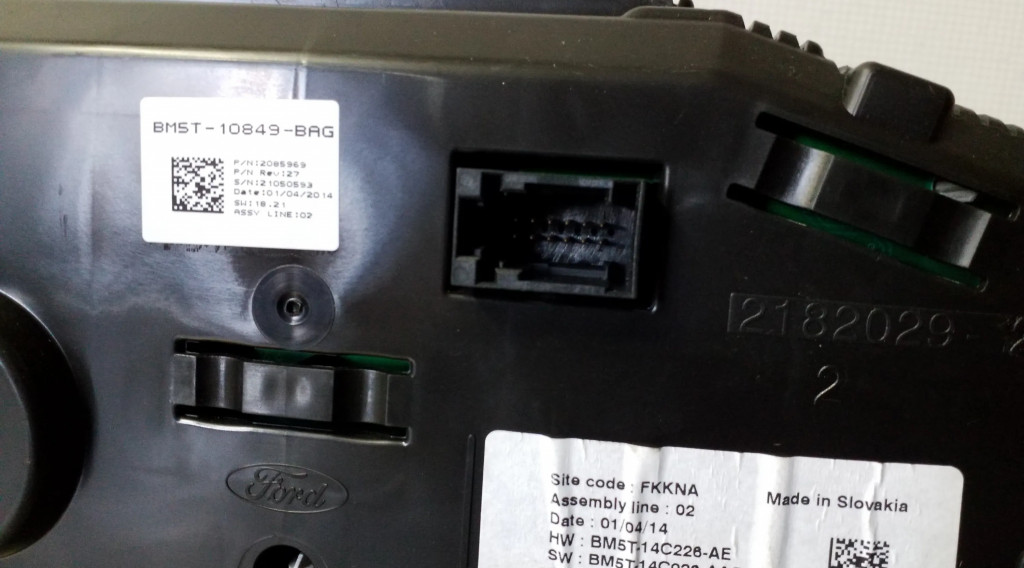 BM5T-10849-BAG
P/N:2085969
P/N Rev:27
S/N:21050593
Date:01/04/2014
SW:18.21
ASSY LINE:02
2182029-
2
Ford
Site code : FKKNA
Assembly line : 02
Date : 01/04/14
HW : BM5T-14C226-AE
SW : 
Made in Slovakia